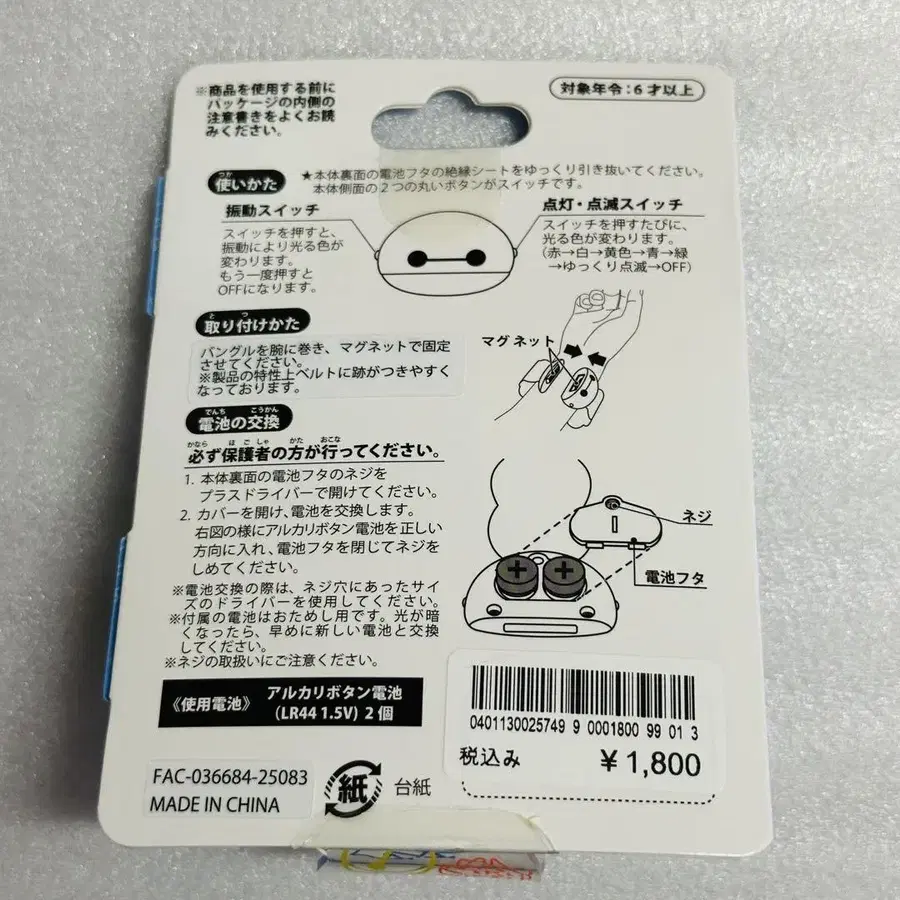 ※商品を使用する前に
パッケージの内側の
注意書きをよくお読
みください。
対象年令：6才以上
つか
使いかた
★本体裏面の電池フタの絶縁シートをゆっくり引き抜いてください。
本体側面の2つの丸いボタンがスイッチです。
振動スイッチ
スイッチを押すと、
振動により光る色が
変わります。
もう一度押すと
OFFになります。
点灯・点滅スイッチ
スイッチを押すたびに、
光る色が変わります。
(赤→白→黄色→青→緑
→ゆっくり点滅→OFF)
と つ
取り付けかた
バングルを腕に巻き、マグネットで固定
させてください。
※製品の特性上ベルトに跡がつきやすく
なっております。
マグネット
でんち こうかん
電池の交換
かなら ほごしゃ かた おこな
必ず保護者の方が行ってください。
1. 本体裏面の電池フタのネジを
プラスドライバーで開けてください。
2. カバーを開け、電池を交換します。
右図の様にアルカリボタン電池を正しい
方向に入れ、電池フタを閉じてネジを
しめてください。
※電池交換の際は、ネジ穴にあったサイ
ズのドライバーを使用してください。
※付属の電池はおためし用です。光が暗
くなったら、早めに新しい電池と交換
してください。
※ネジの取扱いにご注意ください。
ネジ
電池フタ
《使用電池》
アルカリボタン電池
(LR44 1.5V) 2個
0401130025749 9 0001800 99 01 3
税込み ¥1,800
FAC-036684-25083
MADE IN CHINA
紙
台紙